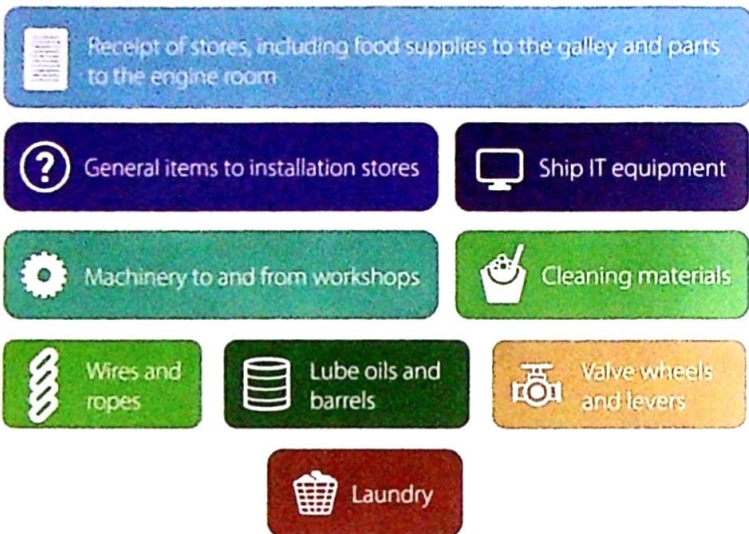 Receipt of stores, including food supplies to the galley and parts
to the engine room
General items to installation stores
Ship IT equipment
Machinery to and from workshops
Cleaning materials
Wires and
ropes
Lube oils and
barrels
Valve wheels
and levers
Laundry